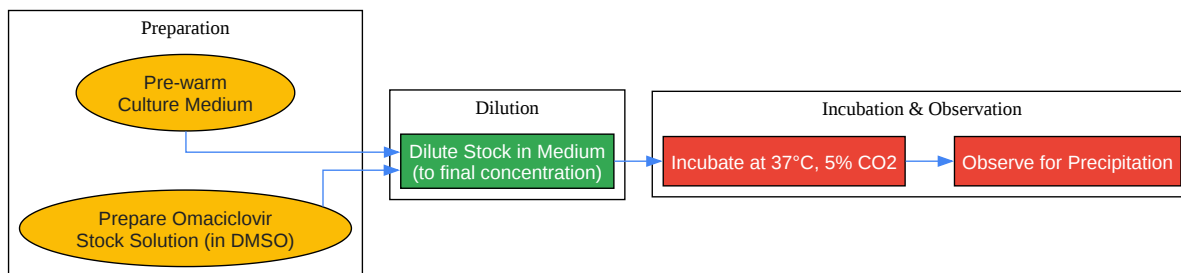 Preparation
Pre-warm
Culture Medium
Prepare Omaciclovir
Stock Solution (in DMSO)
Dilution
Dilute Stock in Medium
(to final concentration)
Incubation & Observation
Incubate at 37°C, 5% CO2
Observe for Precipitation